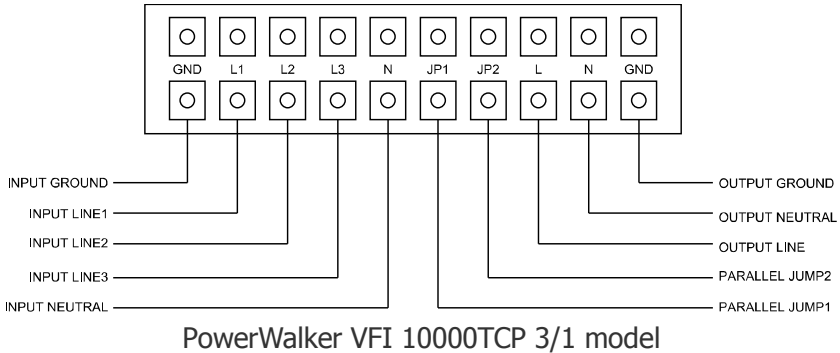 GND L1 L2 L3 N JP1 JP2 L N GND
INPUT GROUND
INPUT LINE1
INPUT LINE2
INPUT LINE3
INPUT NEUTRAL
OUTPUT GROUND
OUTPUT NEUTRAL
OUTPUT LINE
PARALLEL JUMP2
PARALLEL JUMP1
PowerWalker VFI 10000TCP 3/1 model